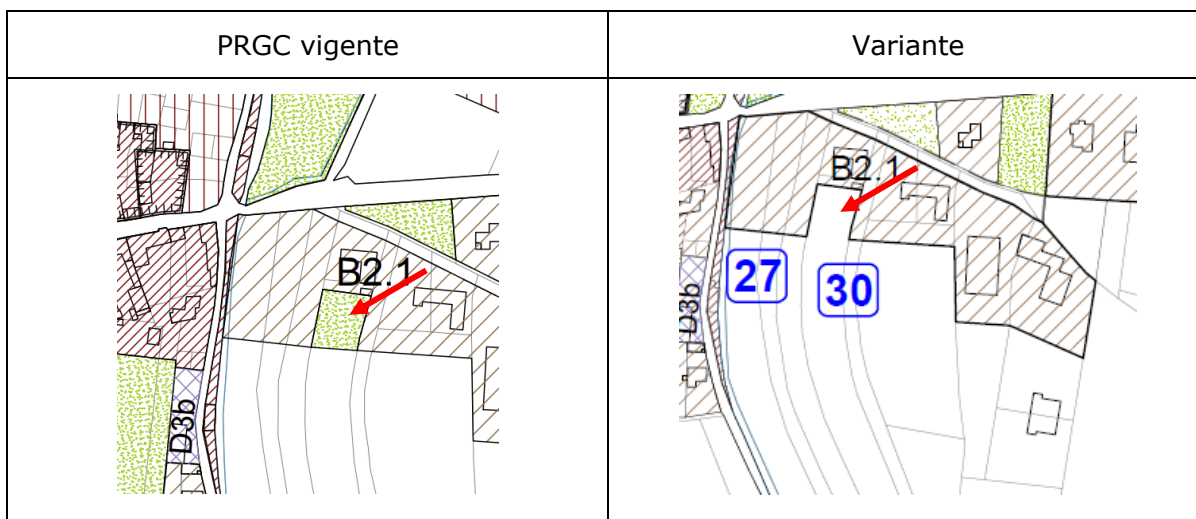 PRGC vigente
Variante
B2.1
D3b
B2.1
27
30
D3b